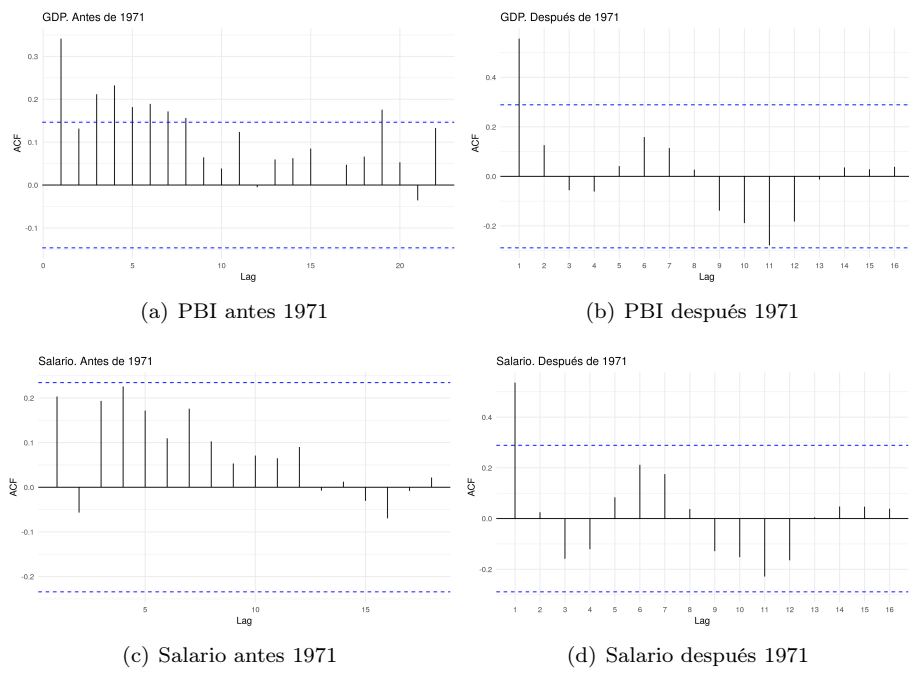 GDP. Antes de 1971
0.3
0.2
0.1
0.0
-0.1
ACF
0 5 10 15 20
Lag
(a) PBI antes 1971
GDP. Después de 1971
0.4
0.2
0.0
-0.2
ACF
1 2 3 4 5 6 7 8 9 10 11 12 13 14 15 16
Lag
(b) PBI después 1971
Salario. Antes de 1971
0.2
0.1
0.0
-0.1
-0.2
ACF
5 10 15
Lag
(c) Salario antes 1971
Salario. Después de 1971
0.4
0.2
0.0
-0.2
ACF
1 2 3 4 5 6 7 8 9 10 11 12 13 14 15 16
Lag
(d) Salario después 1971